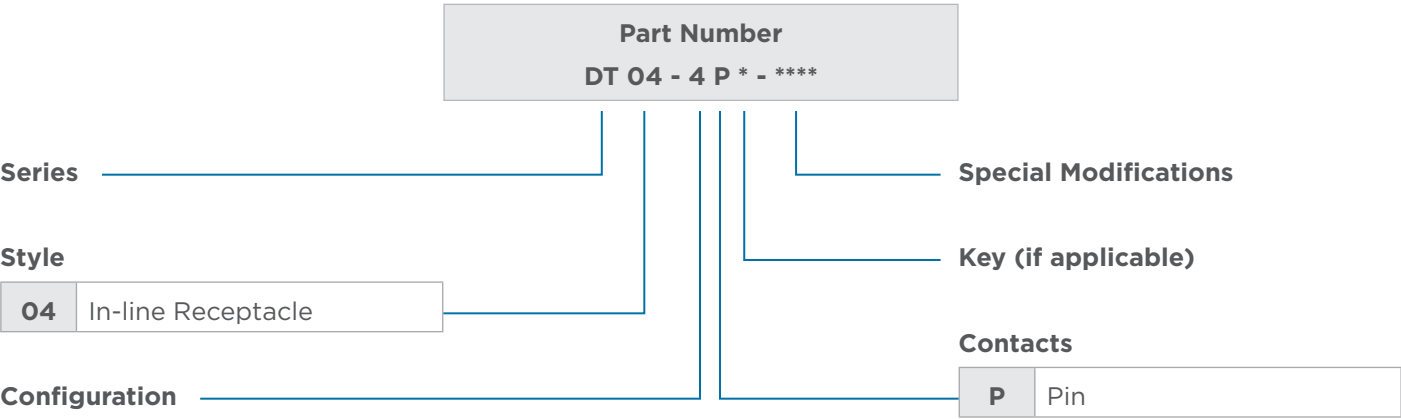 Part Number
DT 04 - 4 P * - ****
Series
Special Modifications
Style
Key (if applicable)
04 In-line Receptacle
Contacts
Configuration
P Pin